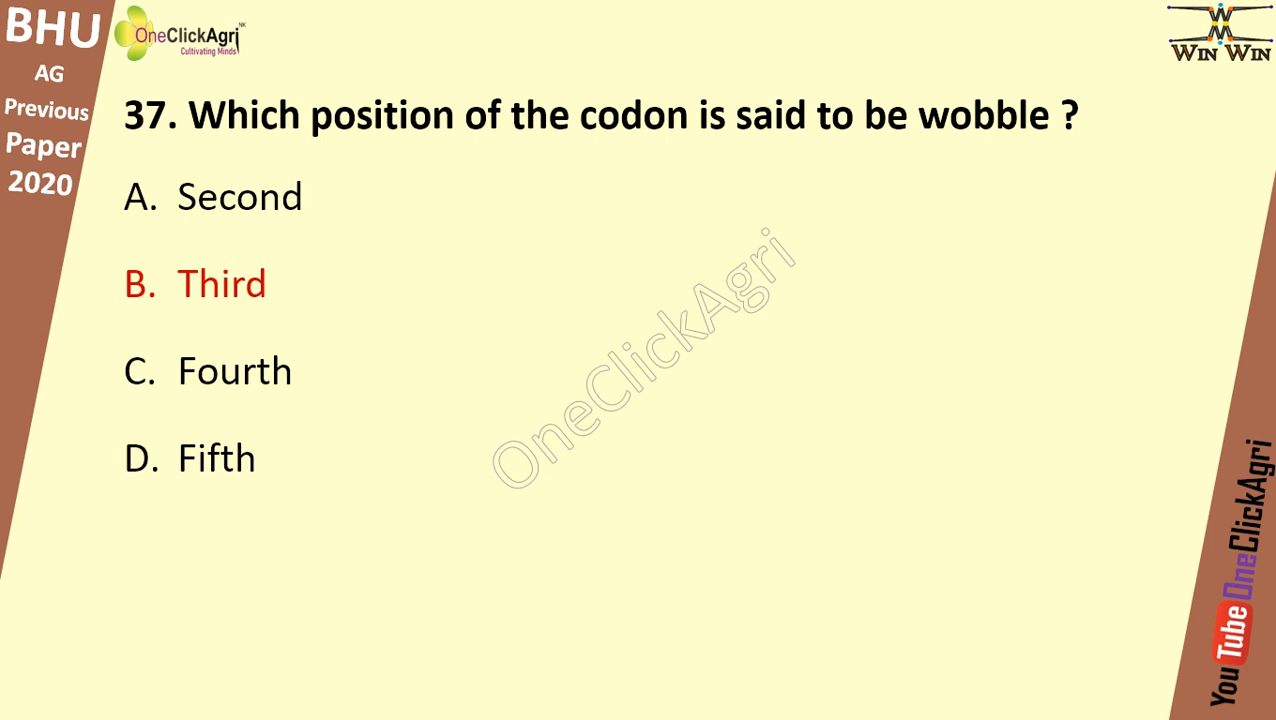 BHU
AG
Previous
Paper
2020
OneClickAgri NK
Cultivating Minds
WIN WIN
37. Which position of the codon is said to be wobble ?
A. Second
B. Third
C. Fourth
D. Fifth
OneClickAgri
YouTube OneClickAgri